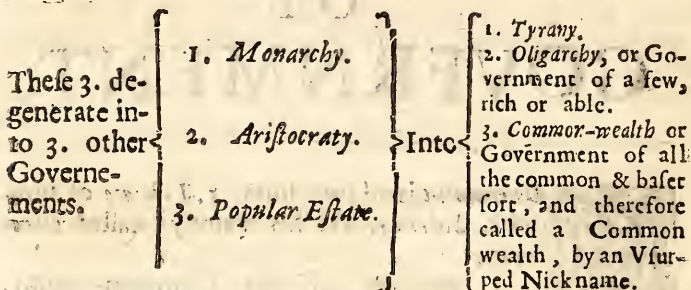 Theſe 3. de-
generate in-
to 3. other
Governe-
ments.
1. Monarchy.
2. Ariſtocraty.
3. Popular Eſtate.
Into
1. Tyrany.
2. Oligarchy, or Go-
vernment of a few,
rich or able.
3. Common-wealth or
Government of all
the common & baſer
ſort, and therefore
called a Common
wealth, by an Vſur-
ped Nickname.